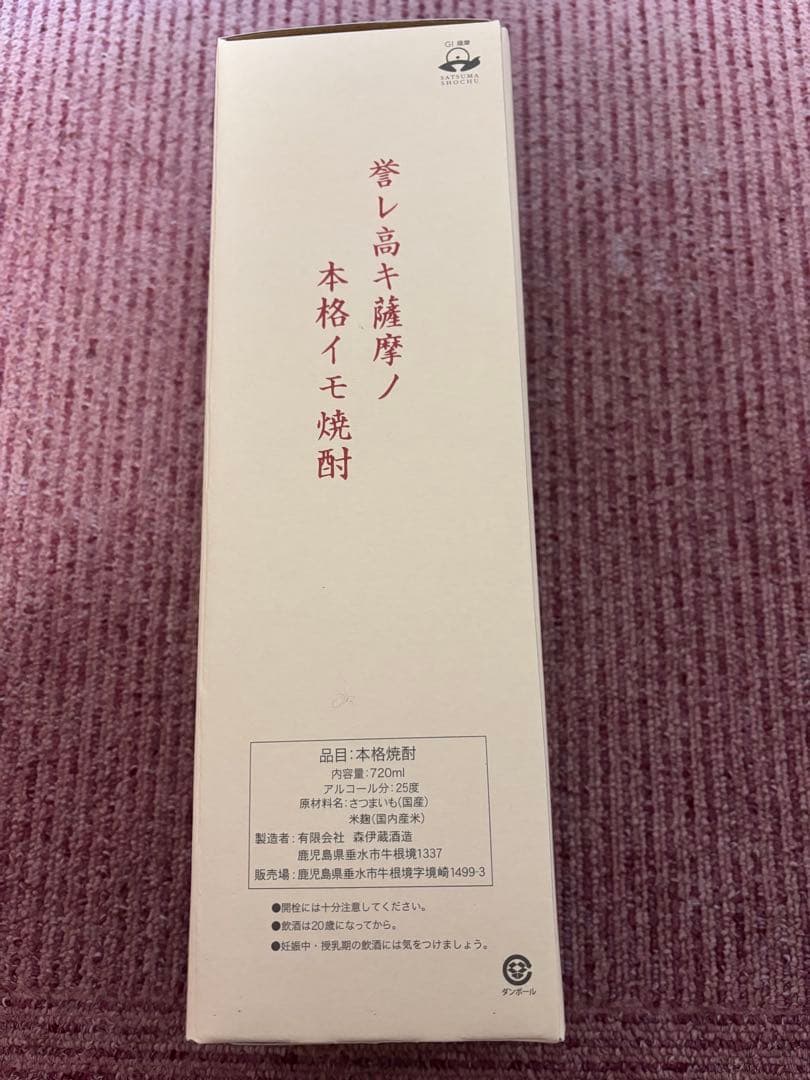 GI 薩摩
SATSUMA
SHOCHU
誉レ高キ薩摩ノ
本格イモ焼酎
品目:本格焼酎
内容量:720ml
アルコール分:25度
原材料名:さつまいも(国産)
米麹(国内産米)
製造者:有限会社 森伊蔵酒造
鹿児島県垂水市牛根境1337
販売場:鹿児島県垂水市牛根境字境崎1499-3
●開栓には十分注意してください。
●飲酒は20歳になってから。
●妊娠中・授乳期の飲酒には気をつけましょう。
ダンボール